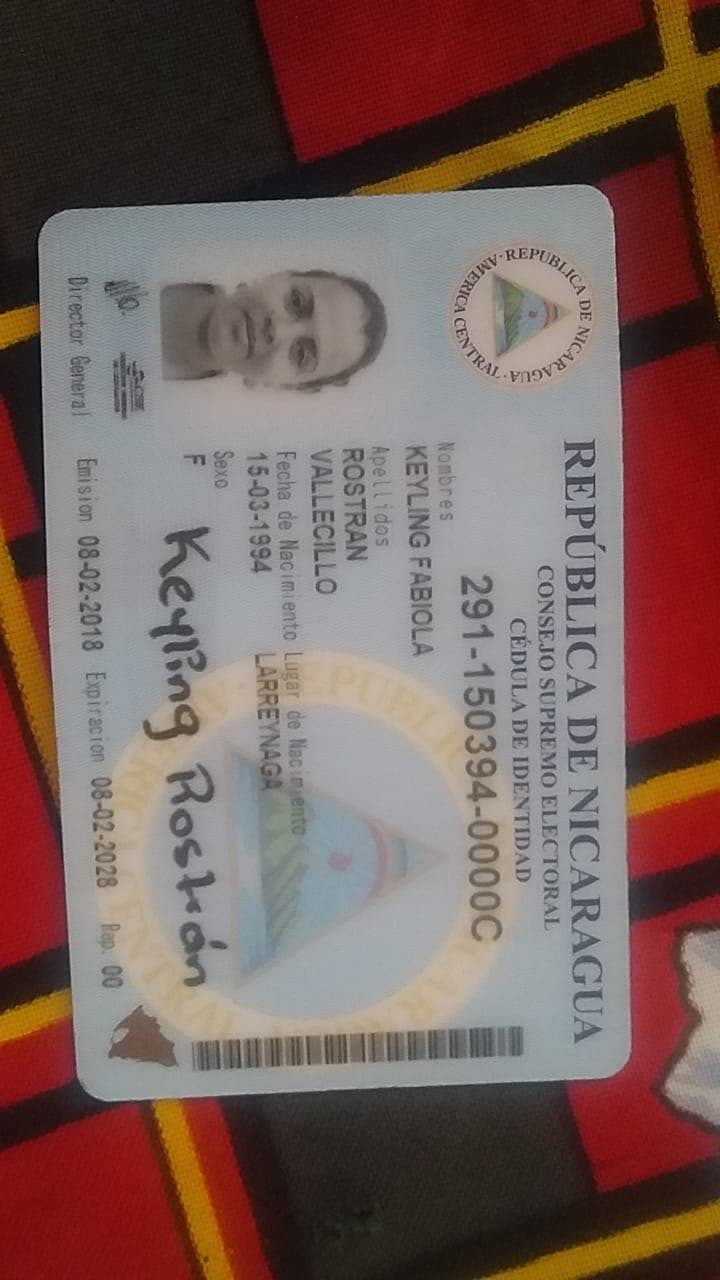 REPÚBLICA DE NICARAGUA
CONSEJO SUPREMO ELECTORAL
CÉDULA DE IDENTIDAD
REPUBLICA DE NICARAGUA · AMERICA CENTRAL ·
291-150394-0000C
Nombres
KEYLING FABIOLA
Apellidos
ROSTRAN
VALLECILLO
Fecha de Nacimiento Lugar de Nacimiento
15-03-1994 LARREYNAGA
Sexo
F
Keyling Rostrán
Director General
Emision 08-02-2018 Expiracion 08-02-2028 Rep. 00